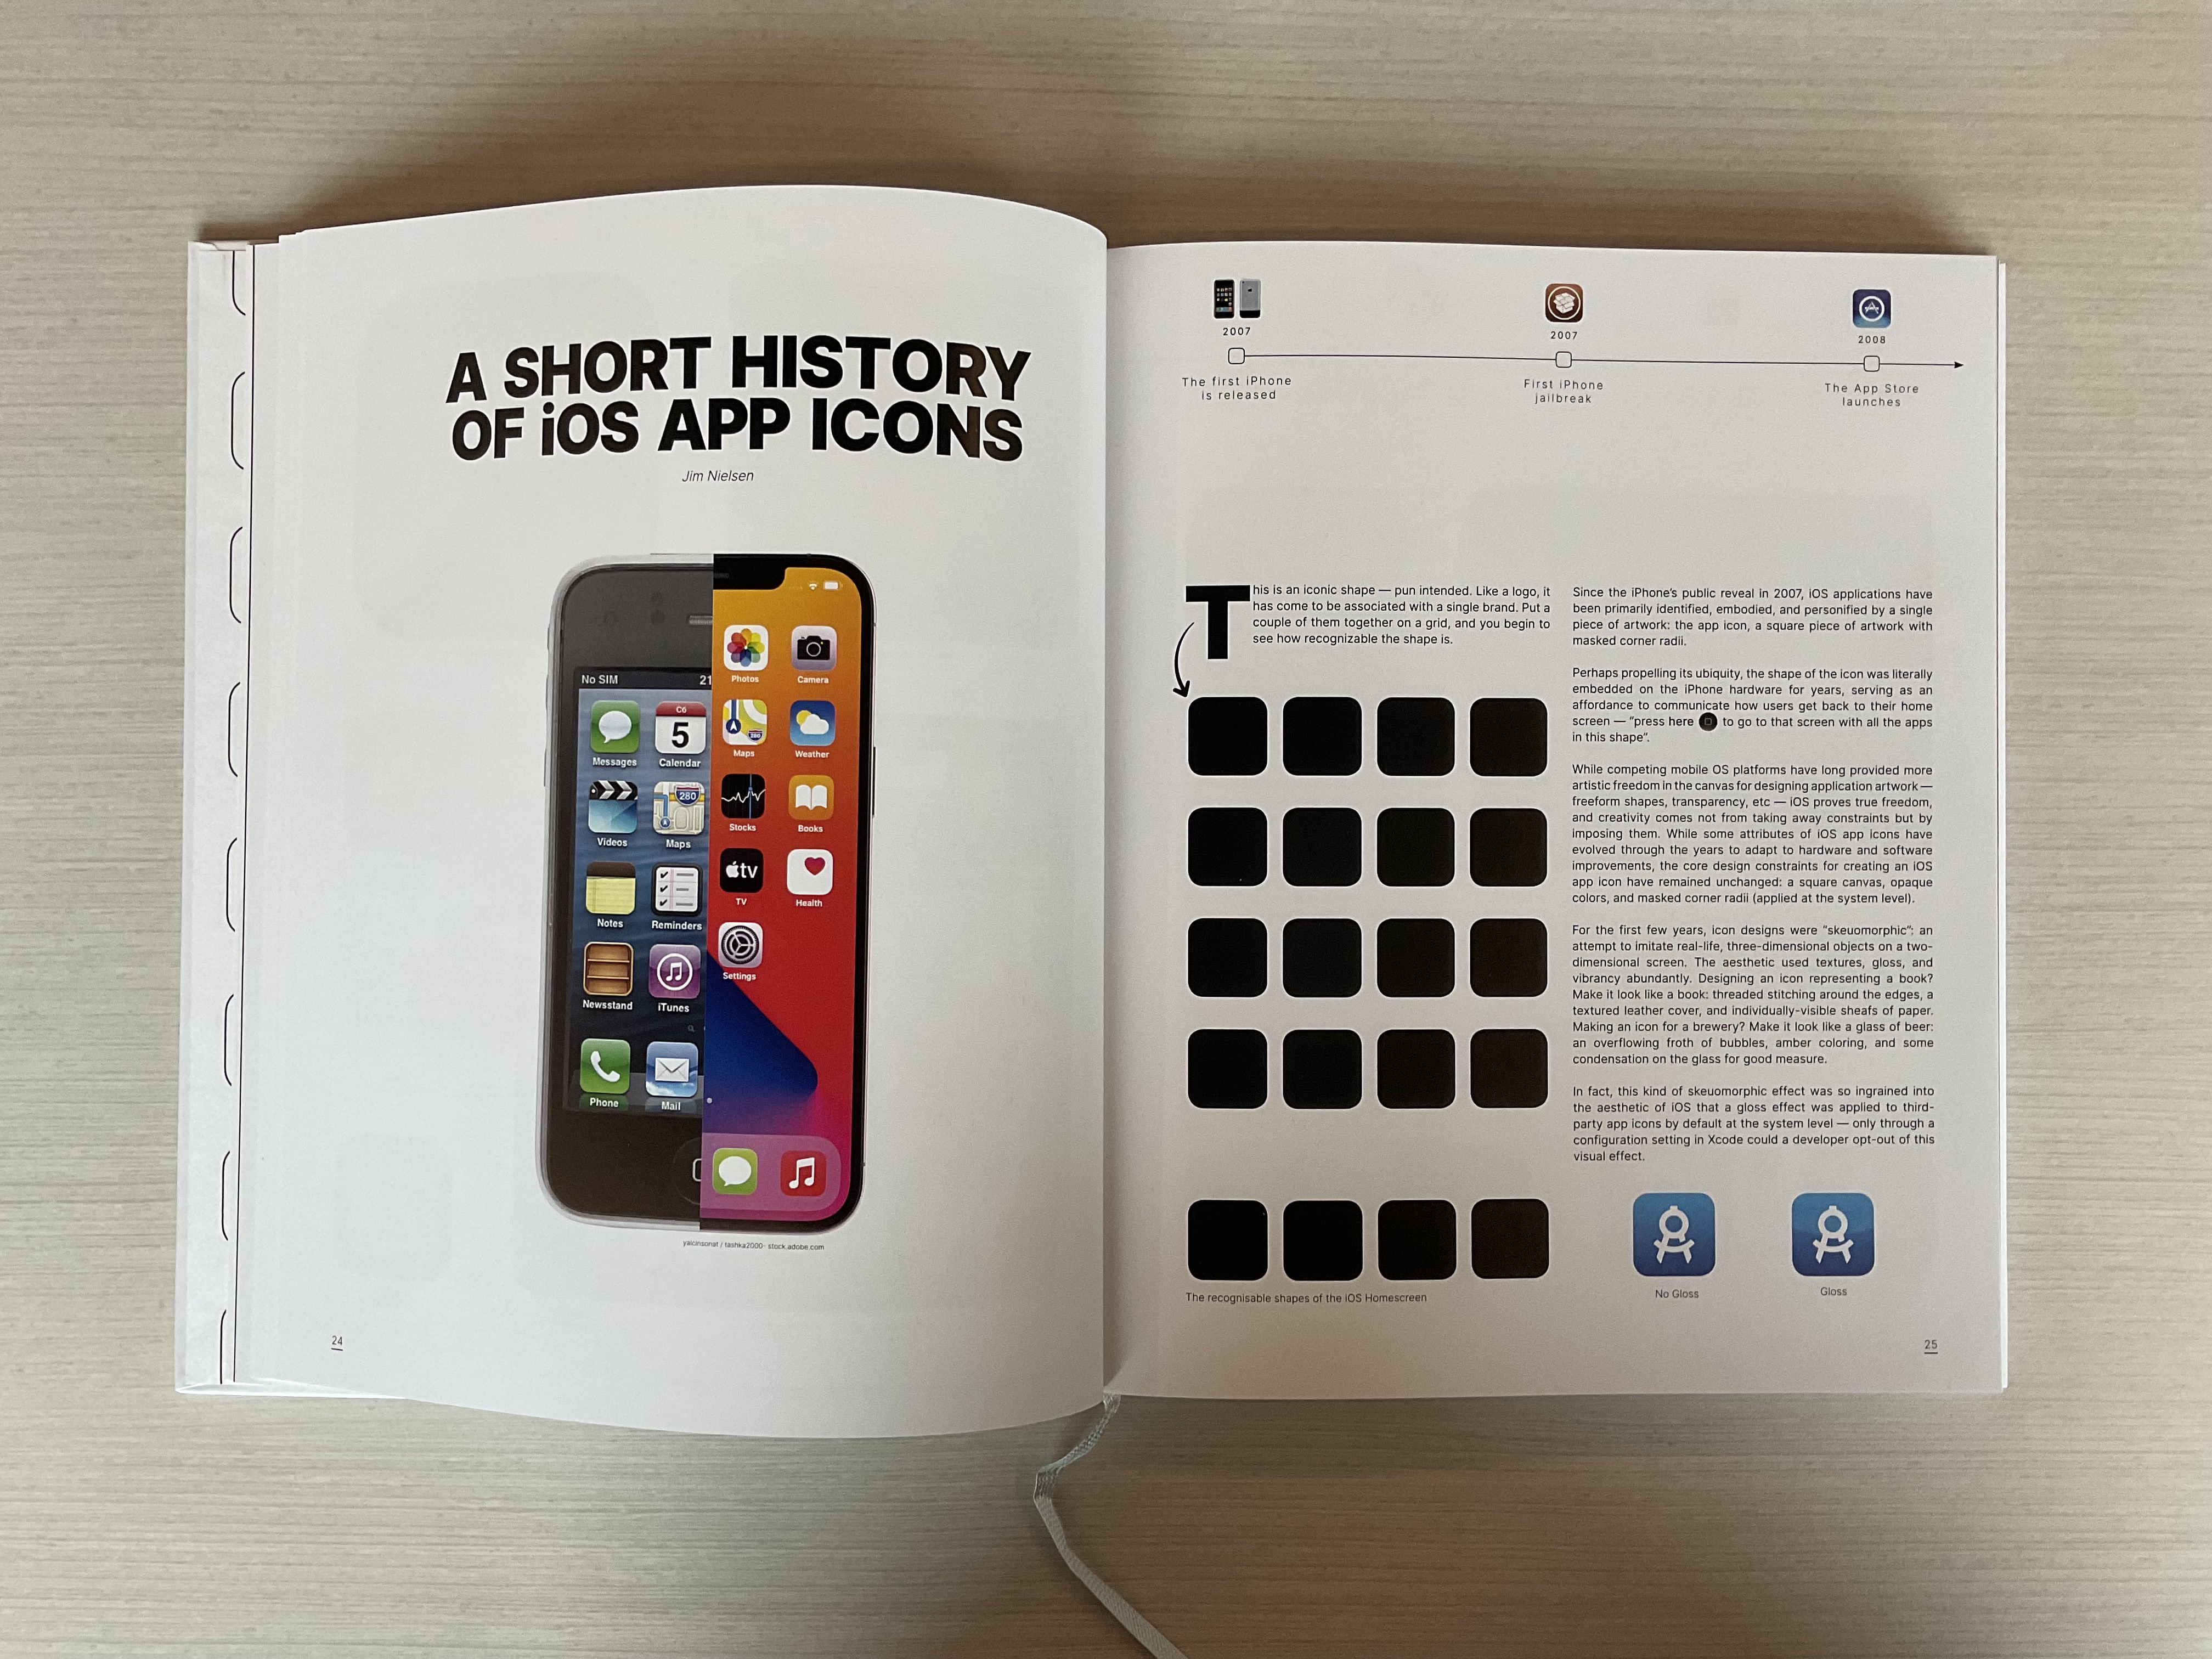 A SHORT HISTORY
OF iOS APP ICONS
Jim Nielsen
No SIM
21
C6
5
Messages
Calendar
280
Videos
Maps
Notes
Reminders
Newsstand
iTunes
Phone
Mail
Photos
Camera
280
Maps
Weather
Stocks
Books
tv
TV
Health
Settings
yalcinsonat / tashka2000- stock.adobe.com
24
2007
The first iPhone
is released
2007
First iPhone
jailbreak
2008
The App Store
launches
This is an iconic shape — pun intended. Like a logo, it
has come to be associated with a single brand. Put a
couple of them together on a grid, and you begin to
see how recognizable the shape is.
The recognisable shapes of the iOS Homescreen
Since the iPhone's public reveal in 2007, iOS applications have
been primarily identified, embodied, and personified by a single
piece of artwork: the app icon, a square piece of artwork with
masked corner radii.
Perhaps propelling its ubiquity, the shape of the icon was literally
embedded on the iPhone hardware for years, serving as an
affordance to communicate how users get back to their home
screen — "press here to go to that screen with all the apps
in this shape".
While competing mobile OS platforms have long provided more
artistic freedom in the canvas for designing application artwork —
freeform shapes, transparency, etc — iOS proves true freedom,
and creativity comes not from taking away constraints but by
imposing them. While some attributes of iOS app icons have
evolved through the years to adapt to hardware and software
improvements, the core design constraints for creating an iOS
app icon have remained unchanged: a square canvas, opaque
colors, and masked corner radii (applied at the system level).
For the first few years, icon designs were "skeuomorphic": an
attempt to imitate real-life, three-dimensional objects on a two-
dimensional screen. The aesthetic used textures, gloss, and
vibrancy abundantly. Designing an icon representing a book?
Make it look like a book: threaded stitching around the edges, a
textured leather cover, and individually-visible sheafs of paper.
Making an icon for a brewery? Make it look like a glass of beer:
an overflowing froth of bubbles, amber coloring, and some
condensation on the glass for good measure.
In fact, this kind of skeuomorphic effect was so ingrained into
the aesthetic of iOS that a gloss effect was applied to third-
party app icons by default at the system level — only through a
configuration setting in Xcode could a developer opt-out of this
visual effect.
No Gloss
Gloss
25